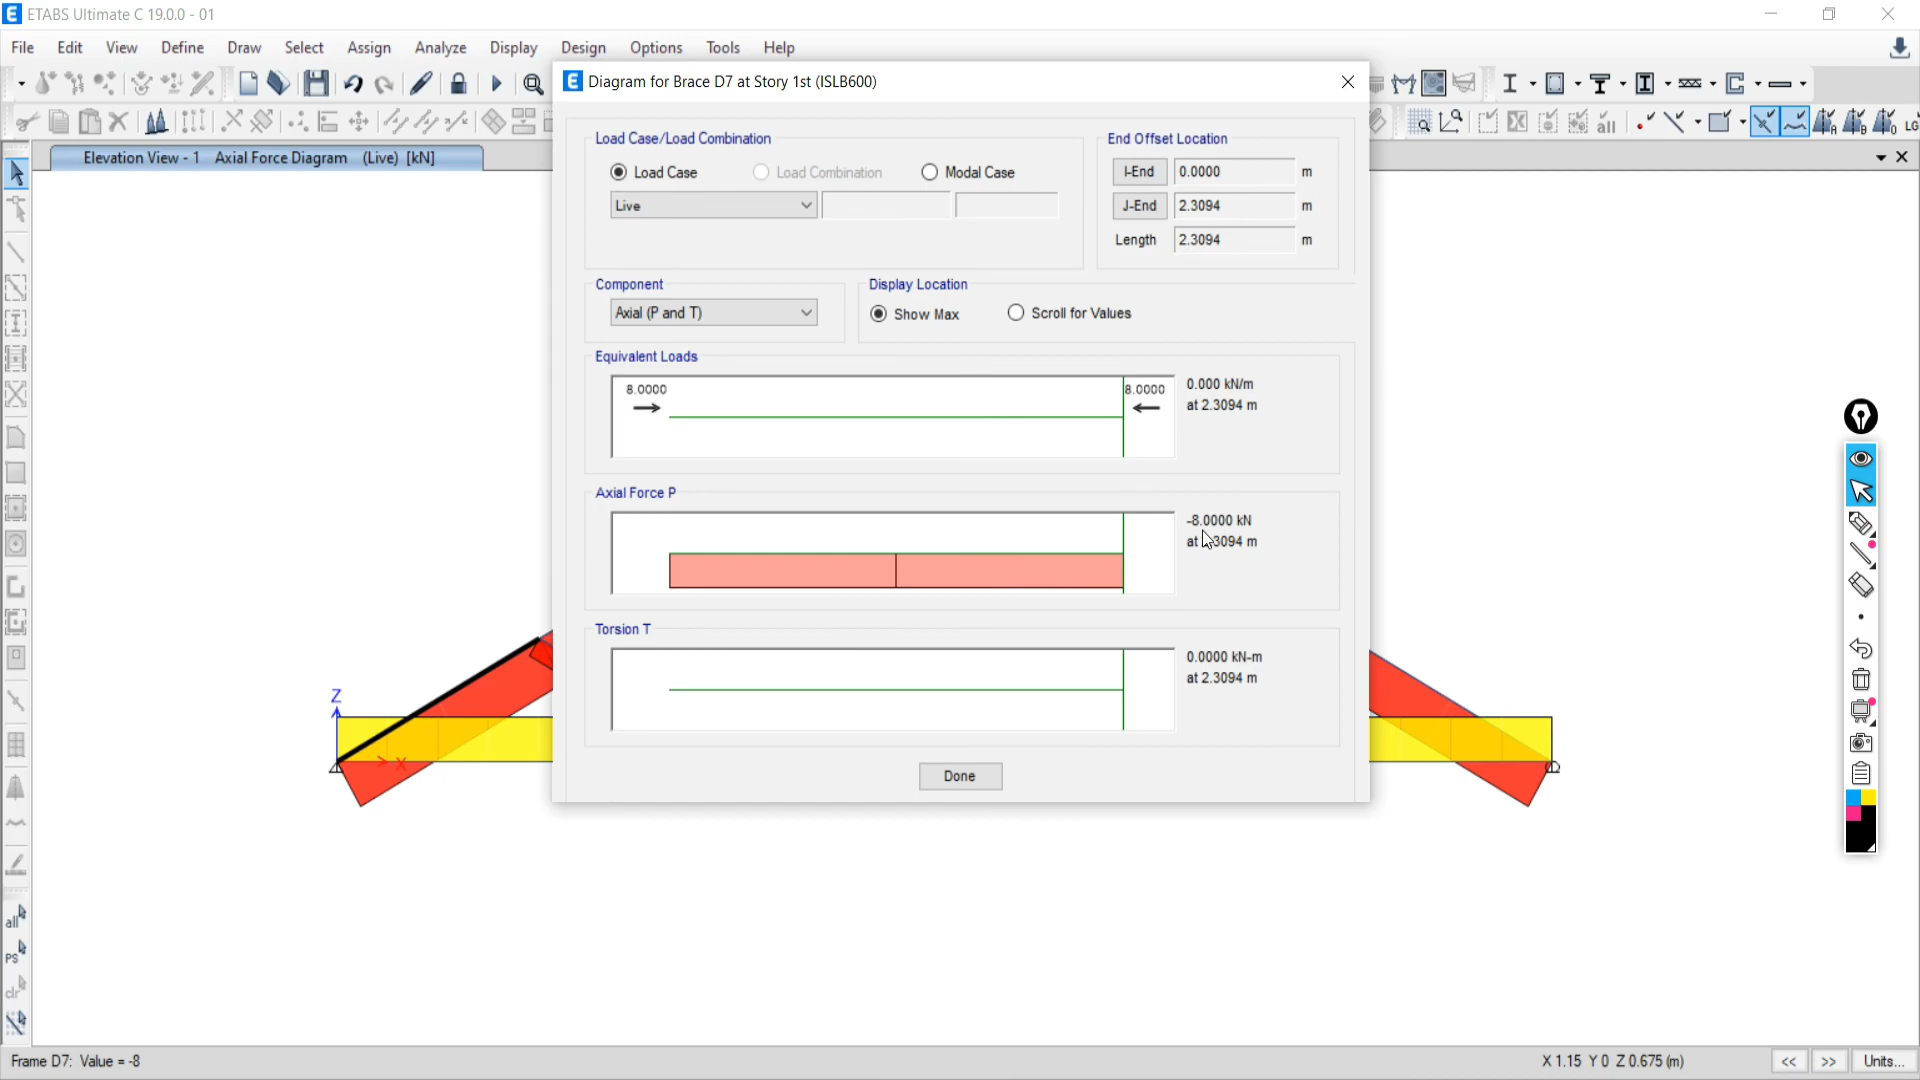 ETABS Ultimate C 19.0.0 - 01
File Edit View Define Draw Select Assign Analyze Display Design Options Tools Help
Diagram for Brace D7 at Story 1st (ISLB600)
all
LG
Elevation View - 1 Axial Force Diagram (Live) [kN]
Load Case/Load Combination
Load Case Load Combination Modal Case
Live
End Offset Location
I-End 0.0000 m
J-End 2.3094 m
Length 2.3094 m
Component
Axial (P and T)
Display Location
Show Max Scroll for Values
Equivalent Loads
8.0000 8.0000
0.000 kN/m
at 2.3094 m
Axial Force P
-8.0000 kN
at 3094 m
Torsion T
0.0000 kN-m
at 2.3094 m
Done
Z
X
all
PS
clr
Frame D7: Value = -8
X 1.15 Y 0 Z 0.675 (m)
<< >> Units...